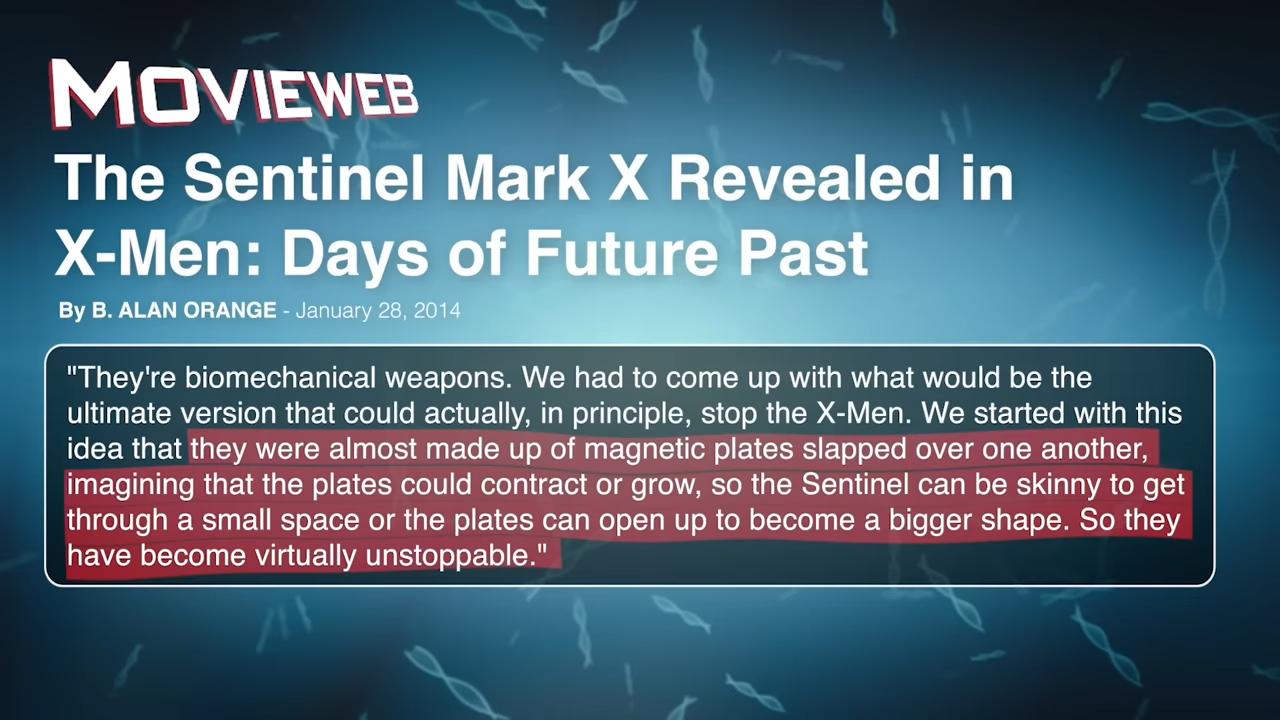 MOVIEWEB
The Sentinel Mark X Revealed in
X-Men: Days of Future Past
By B. ALAN ORANGE - January 28, 2014
"They're biomechanical weapons. We had to come up with what would be the
ultimate version that could actually, in principle, stop the X-Men. We started with this
idea that they were almost made up of magnetic plates slapped over one another,
imagining that the plates could contract or grow, so the Sentinel can be skinny to get
through a small space or the plates can open up to become a bigger shape. So they
have become virtually unstoppable."